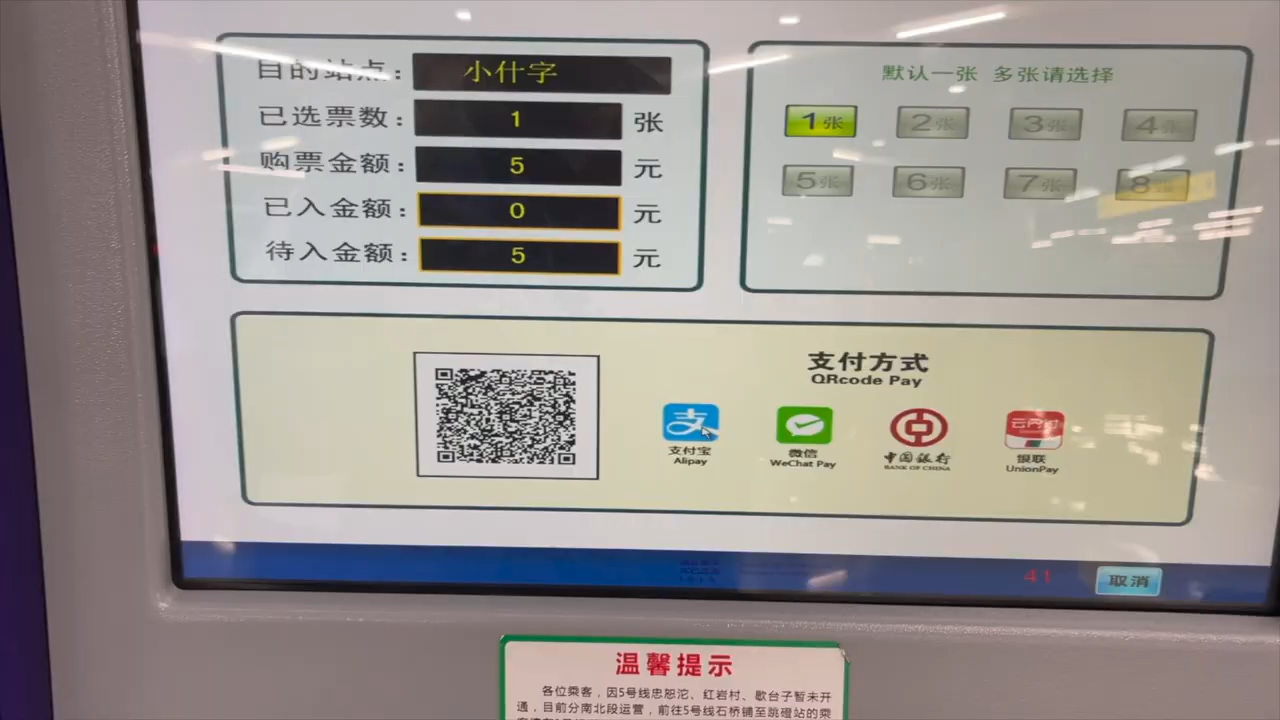 目的站点： 小什字
已选票数： 1 张
购票金额： 5 元
已入金额： 0 元
待入金额： 5 元
默认一张 多张请选择
1张 2张 3张 4张
5张 6张 7张 8张
支付方式
QRcode Pay
支付宝
Alipay
微信
WeChat Pay
中国银行
BANK OF CHINA
云闪付
银联
UnionPay
41
取消
温馨提示
各位乘客，因5号线忠恕沱、红岩村、歇台子暂未开
通，目前分南北段运营，前往5号线石桥铺至跳磴站的乘